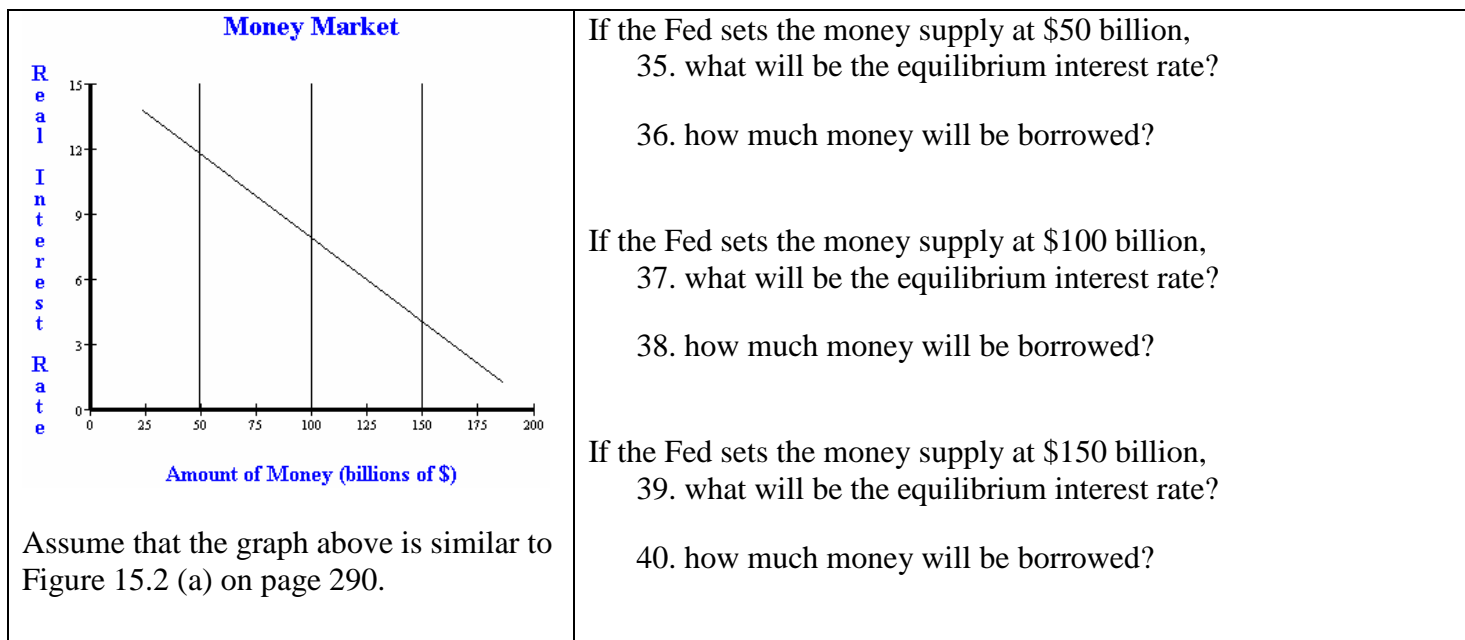 Money Market
Real Interest Rate
15
12
9
6
3
0
0 25 50 75 100 125 150 175 200
Amount of Money (billions of $)
Assume that the graph above is similar to
Figure 15.2 (a) on page 290.
If the Fed sets the money supply at $50 billion,
35. what will be the equilibrium interest rate?
36. how much money will be borrowed?
If the Fed sets the money supply at $100 billion,
37. what will be the equilibrium interest rate?
38. how much money will be borrowed?
If the Fed sets the money supply at $150 billion,
39. what will be the equilibrium interest rate?
40. how much money will be borrowed?